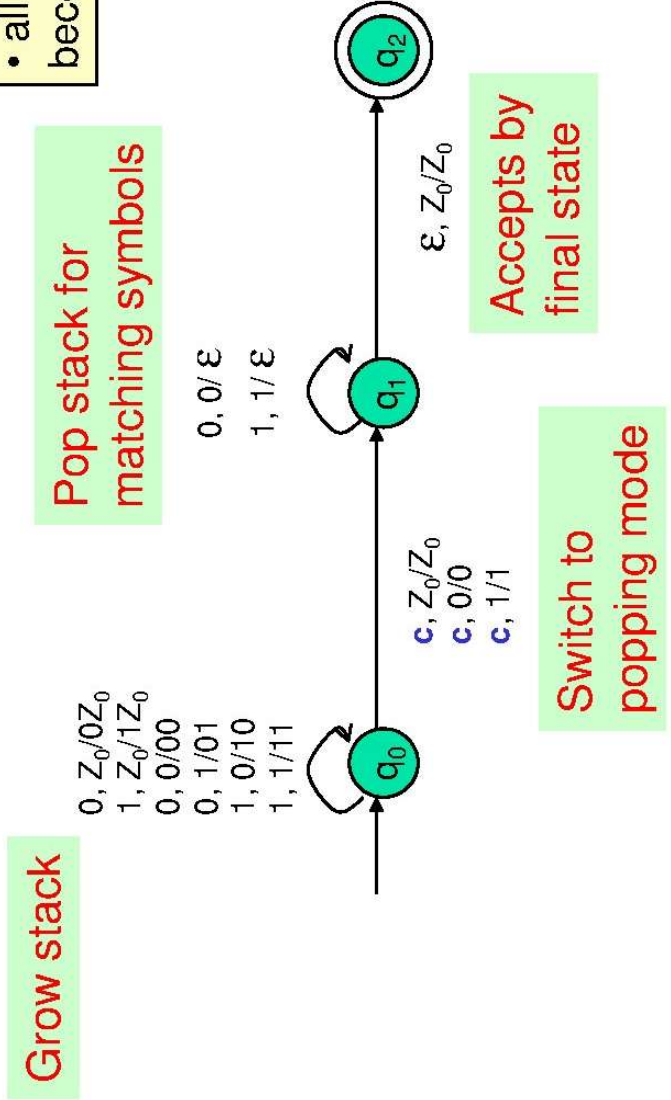 Grow stack
0, Z₀/0Z₀
1, Z₀/1Z₀
0, 0/00
0, 1/01
1, 0/10
1, 1/11
q₀
Switch to
popping mode
c, Z₀/Z₀
c, 0/0
c, 1/1
Pop stack for
matching symbols
0, 0/ ε
1, 1/ ε
q₁
Accepts by
final state
ε, Z₀/Z₀
q₂
• all